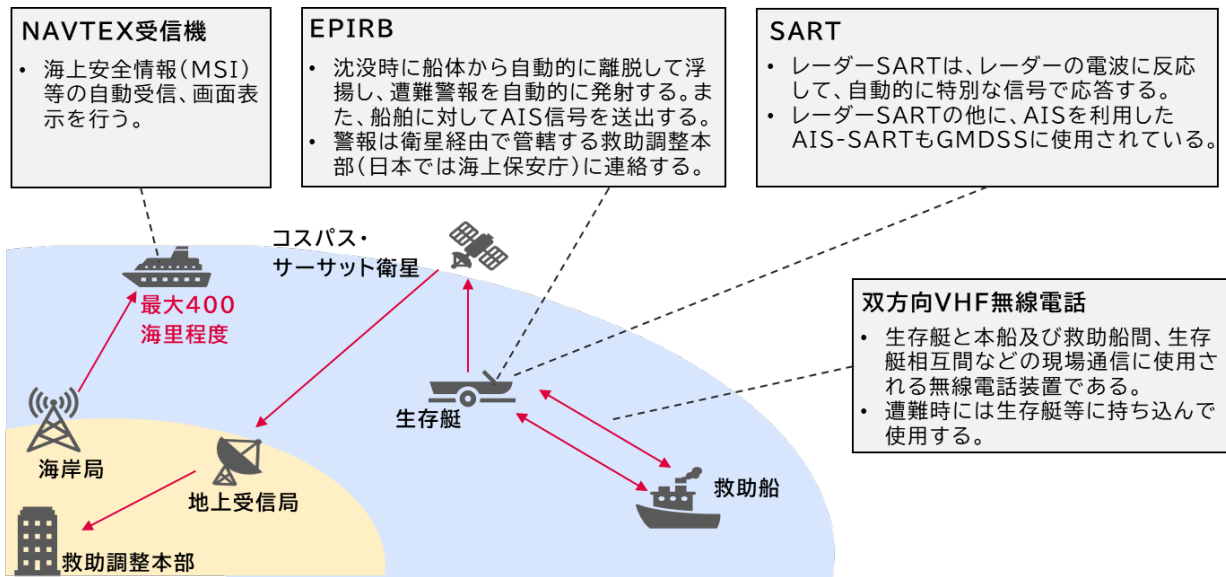 NAVTEX受信機
• 海上安全情報(MSI)
等の自動受信、画面表
示を行う。
EPIRB
• 沈没時に船体から自動的に離脱して浮
揚し、遭難警報を自動的に発射する。ま
た、船舶に対してAIS信号を送出する。
• 警報は衛星経由で管轄する救助調整本
部(日本では海上保安庁)に連絡する。
SART
• レーダーSARTは、レーダーの電波に反応
して、自動的に特別な信号で応答する。
• レーダーSARTの他に、AISを利用した
AIS-SARTもGMDSSに使用されている。
コスパス・
サーサット衛星
最大400
海里程度
双方向VHF無線電話
• 生存艇と本船及び救助船間、生存
艇相互間などの現場通信に使用さ
れる無線電話装置である。
• 遭難時には生存艇等に持ち込んで
使用する。
生存艇
海岸局
地上受信局
救助船
救助調整本部